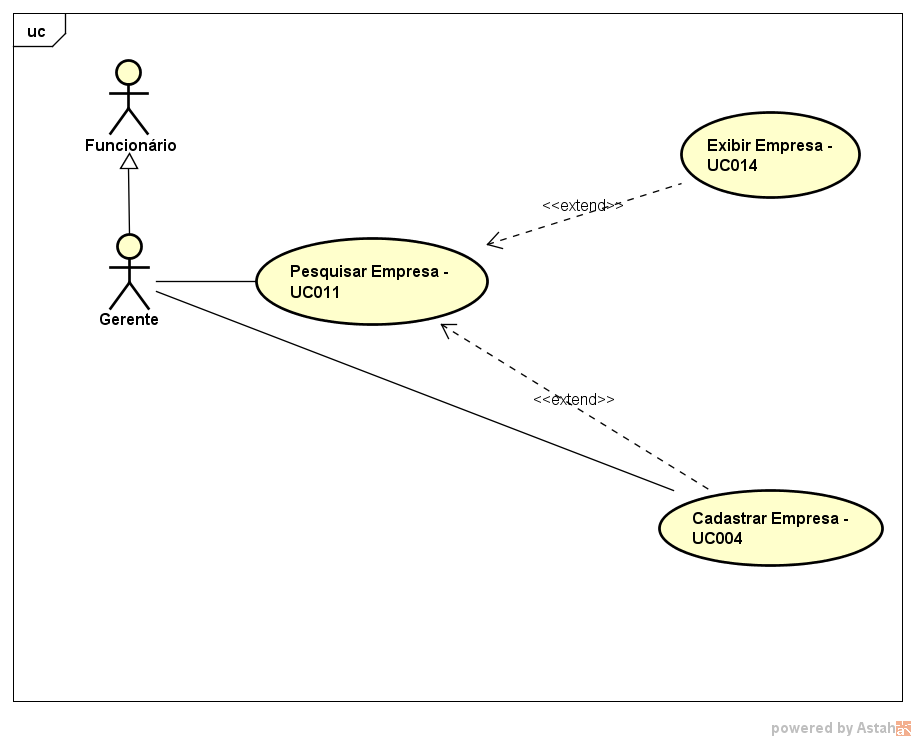 uc
Funcionário
Exibir Empresa -
UC014
<<extend>>
Pesquisar Empresa -
UC011
Gerente
<<extend>>
Cadastrar Empresa -
UC004
powered by Astah